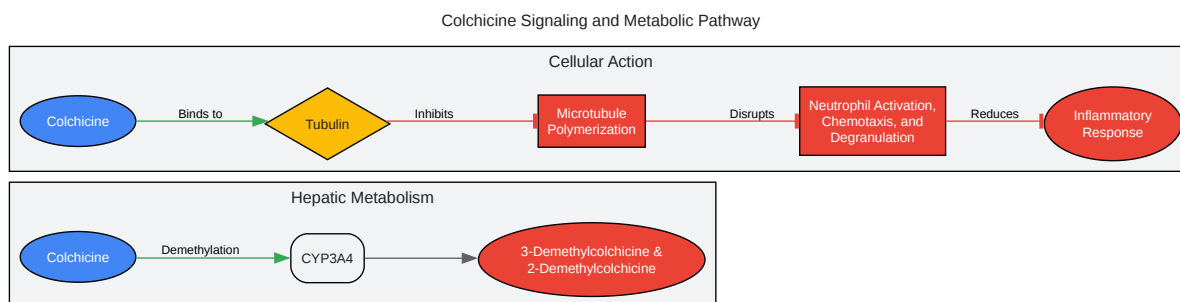 Colchicine Signaling and Metabolic Pathway
Cellular Action
Colchicine
Binds to
Tubulin
Inhibits
Microtubule
Polymerization
Disrupts
Neutrophil Activation,
Chemotaxis, and
Degranulation
Reduces
Inflammatory
Response
Hepatic Metabolism
Colchicine
Demethylation
CYP3A4
3-Demethylcolchicine &
2-Demethylcolchicine